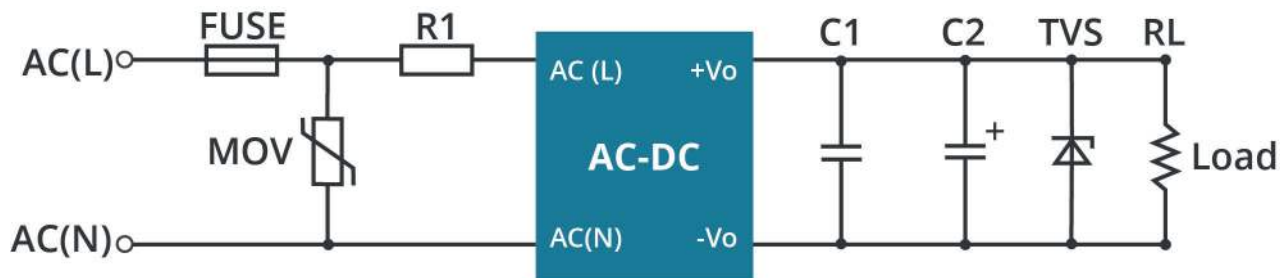 FUSE R1 C1 C2 TVS RL
AC(L) AC (L) +Vo
MOV AC-DC + Load
AC(N) AC(N) -Vo